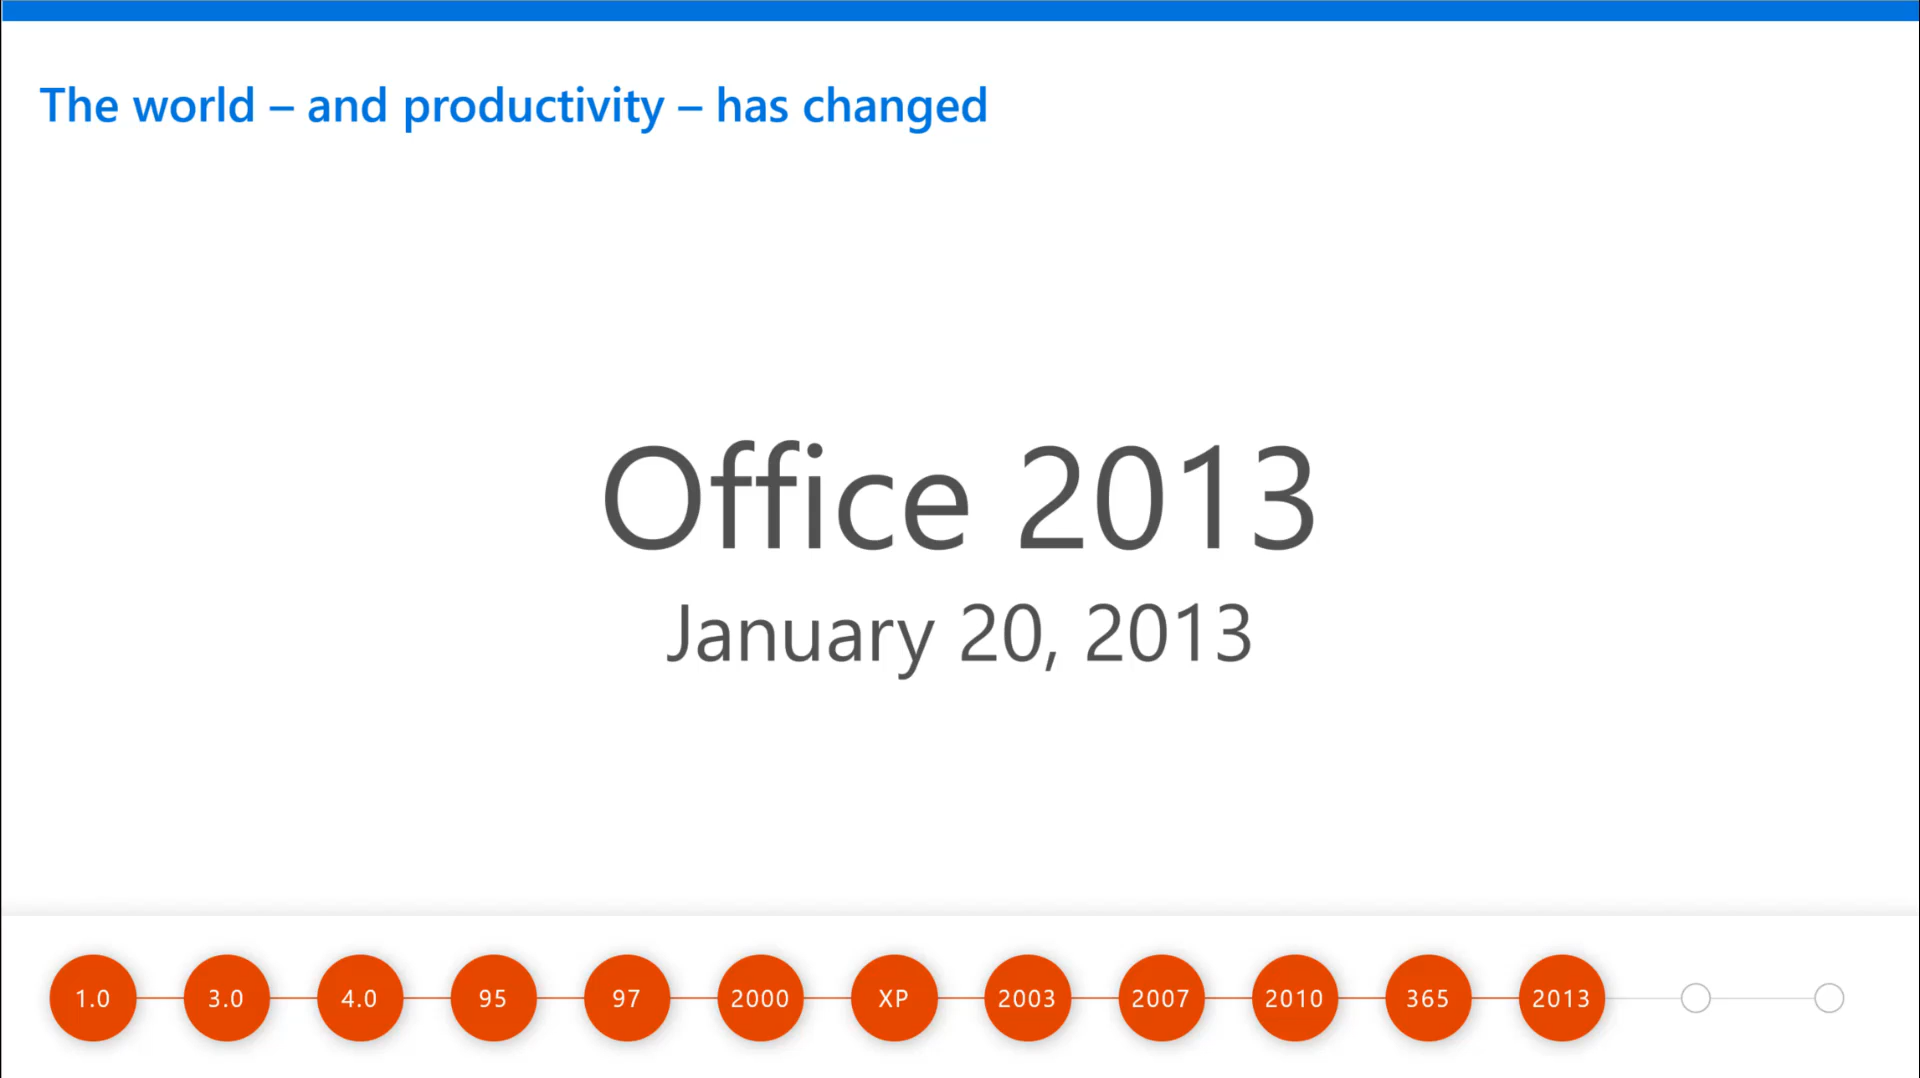 The world – and productivity – has changed
Office 2013
January 20, 2013
1.0 3.0 4.0 95 97 2000 XP 2003 2007 2010 365 2013